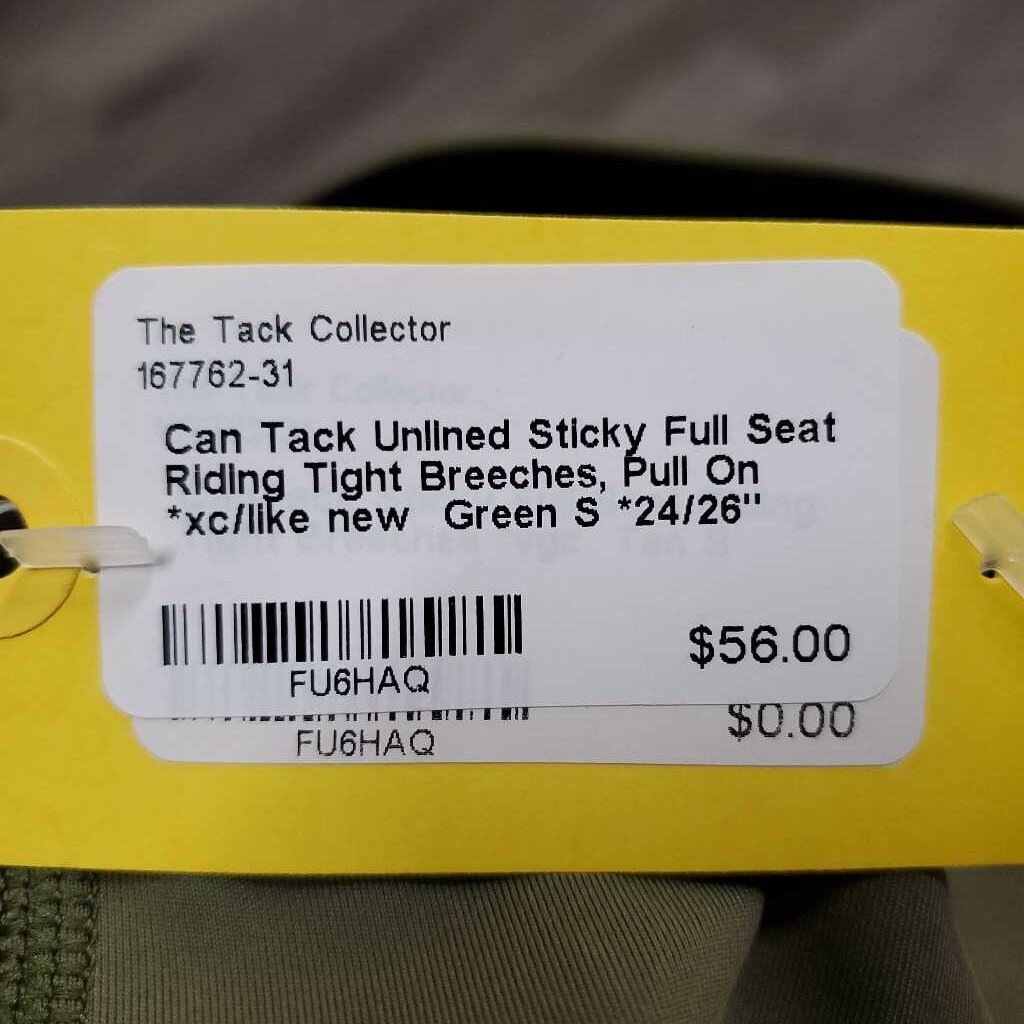 The Tack Collector
167762-31
Can Tack Unlined Sticky Full Seat
Riding Tight Breeches, Pull On
*xc/like new Green S *24/26"
FU6HAQ
$56.00
FU6HAQ
$0.00